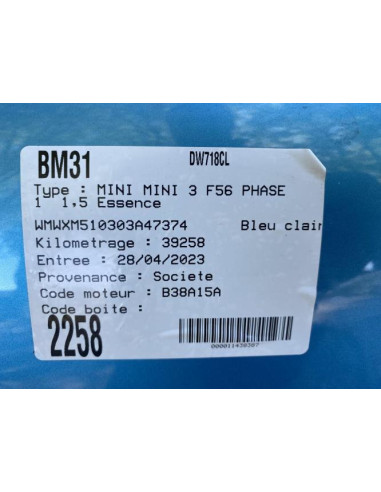 BM31 DW718CL
Type : MINI MINI 3 F56 PHASE
1 1,5 Essence
WMWXM510303A47374 Bleu clair
Kilometrage : 39258
Entree : 28/04/2023
Provenance : Societe
Code moteur : B38A15A
Code boite :
2258
000011430307